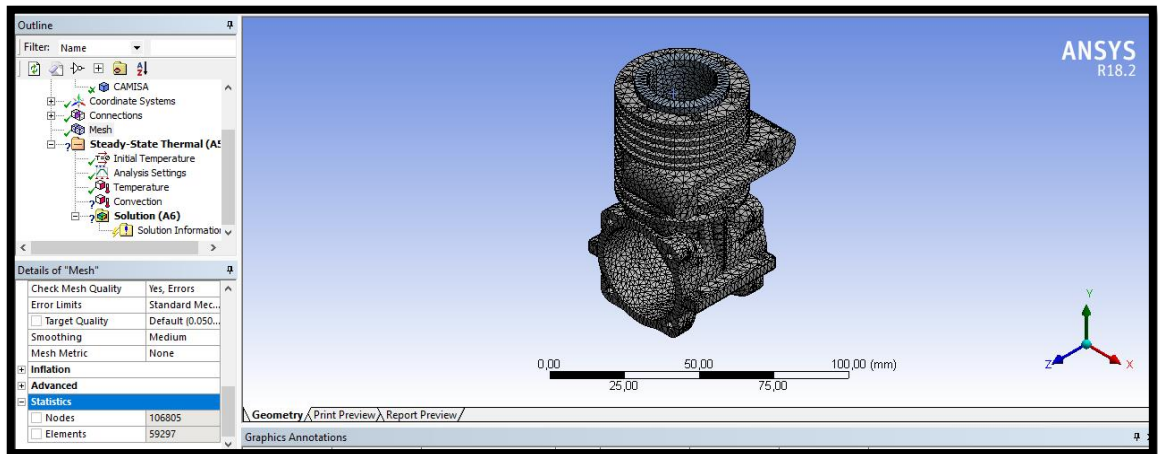 Outline
Filter: Name
CAMISA
Coordinate Systems
Connections
Mesh
Steady-State Thermal (A5
Initial Temperature
Analysis Settings
Temperature
Convection
Solution (A6)
Solution Information
Details of "Mesh"
Check Mesh Quality Yes, Errors
Error Limits Standard Mec...
Target Quality Default (0.050...
Smoothing Medium
Mesh Metric None
Inflation
Advanced
Statistics
Nodes 106805
Elements 59297
ANSYS
R18.2
0,00 50,00 100,00 (mm)
25,00 75,00
Y
Z X
Geometry Print Preview Report Preview
Graphics Annotations